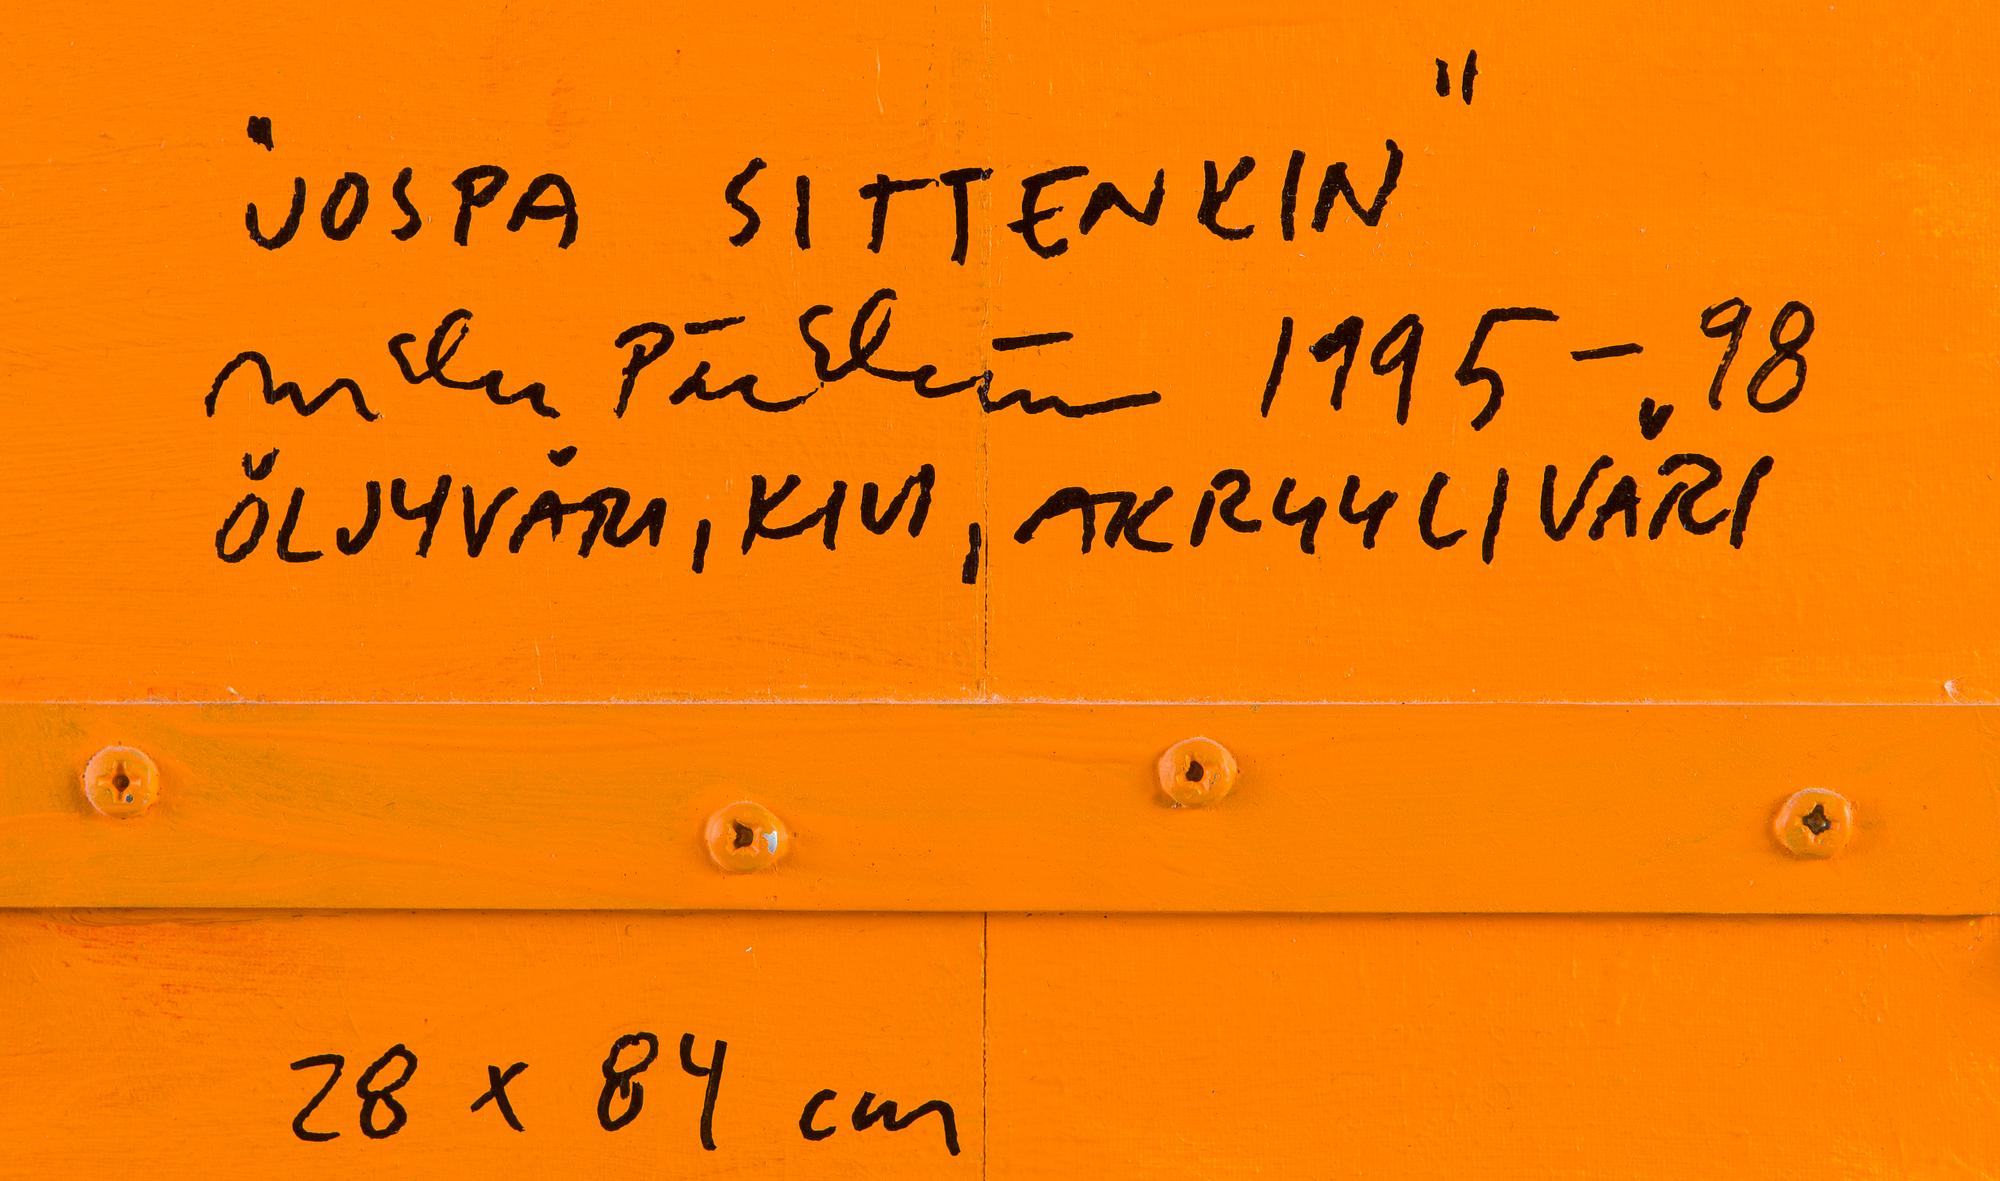 "JOSPA SITTENKIN"
1995-98
ÖLJYVÄRI, KIVI, AKRYYLIVÄRI
28 x 84 cm